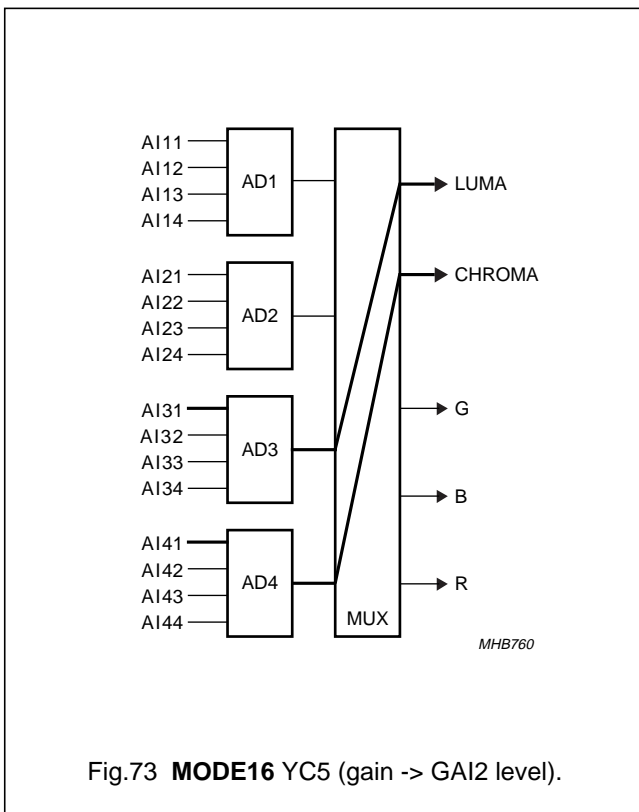 AI11
AI12
AI13
AI14
AD1
AI21
AI22
AI23
AI24
AD2
AI31
AI32
AI33
AI34
AD3
AI41
AI42
AI43
AI44
AD4
MUX
LUMA
CHROMA
G
B
R
MHB760
Fig.73 MODE16 YC5 (gain -> GAI2 level).